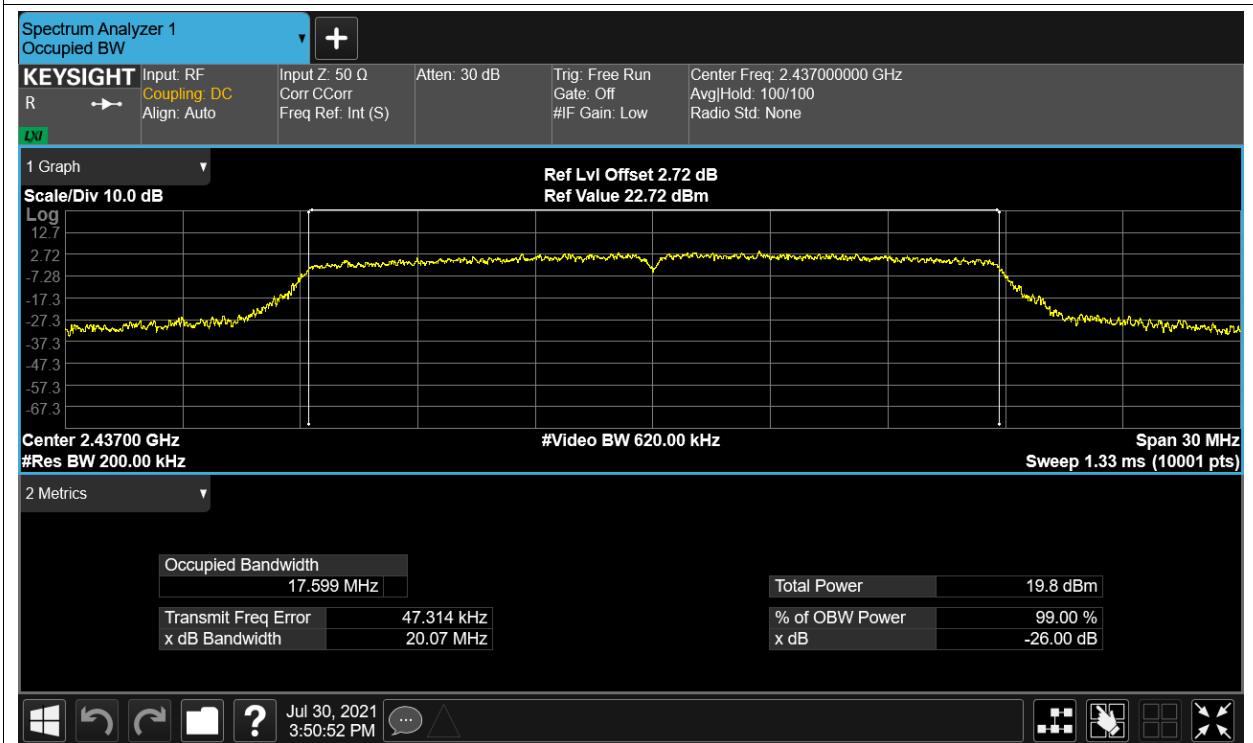 Spectrum Analyzer 1
Occupied BW
KEYSIGHT Input: RF Input Z: 50 Ω Atten: 30 dB Trig: Free Run Center Freq: 2.437000000 GHz
R Coupling: DC Corr CCorr Gate: Off Avg|Hold: 100/100
Align: Auto Freq Ref: Int (S) #IF Gain: Low Radio Std: None
LXI
1 Graph
Ref Lvl Offset 2.72 dB
Scale/Div 10.0 dB Ref Value 22.72 dBm
Log
12.7
2.72
-7.28
-17.3
-27.3
-37.3
-47.3
-57.3
-67.3
Center 2.43700 GHz #Video BW 620.00 kHz Span 30 MHz
#Res BW 200.00 kHz Sweep 1.33 ms (10001 pts)
2 Metrics
Occupied Bandwidth
17.599 MHz Total Power 19.8 dBm
Transmit Freq Error 47.314 kHz % of OBW Power 99.00 %
x dB Bandwidth 20.07 MHz x dB -26.00 dB
? Jul 30, 2021
3:50:52 PM